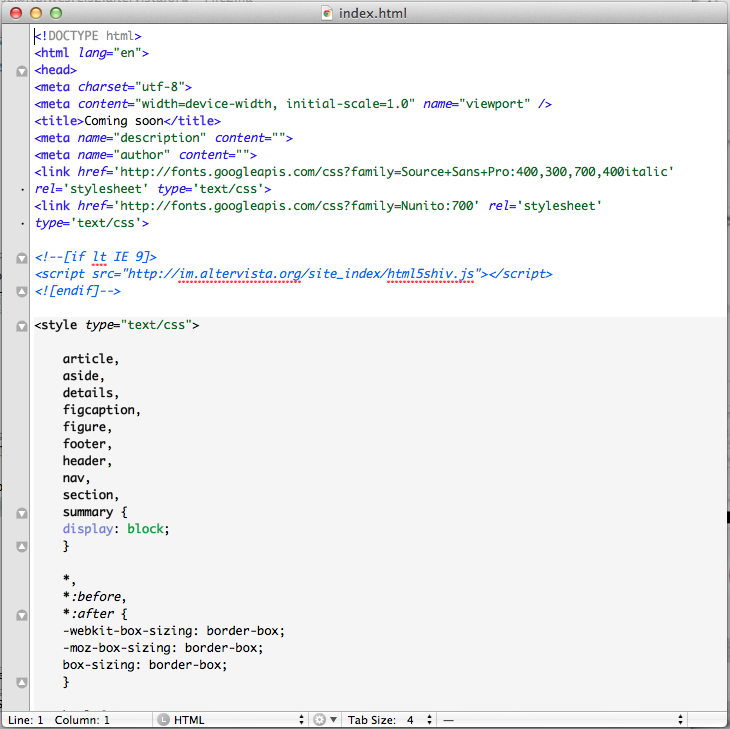 index.html
<!DOCTYPE html>
<html lang="en">
<head>
<meta charset="utf-8">
<meta content="width=device-width, initial-scale=1.0" name="viewport" />
<title>Coming soon</title>
<meta name="description" content="">
<meta name="author" content="">
<link href='http://fonts.googleapis.com/css?family=Source+Sans+Pro:400,300,700,400italic'
rel='stylesheet' type='text/css'>
<link href='http://fonts.googleapis.com/css?family=Nunito:700' rel='stylesheet'
type='text/css'>
<!--[if lt IE 9]>
<script src="http://im.altervista.org/site_index/html5shiv.js"></script>
<![endif]-->
<style type="text/css">
article,
aside,
details,
figcaption,
figure,
footer,
header,
nav,
section,
summary {
display: block;
}
*,
*:before,
*:after {
-webkit-box-sizing: border-box;
-moz-box-sizing: border-box;
box-sizing: border-box;
}
Line: 1 Column: 1 L HTML Tab Size: 4 —